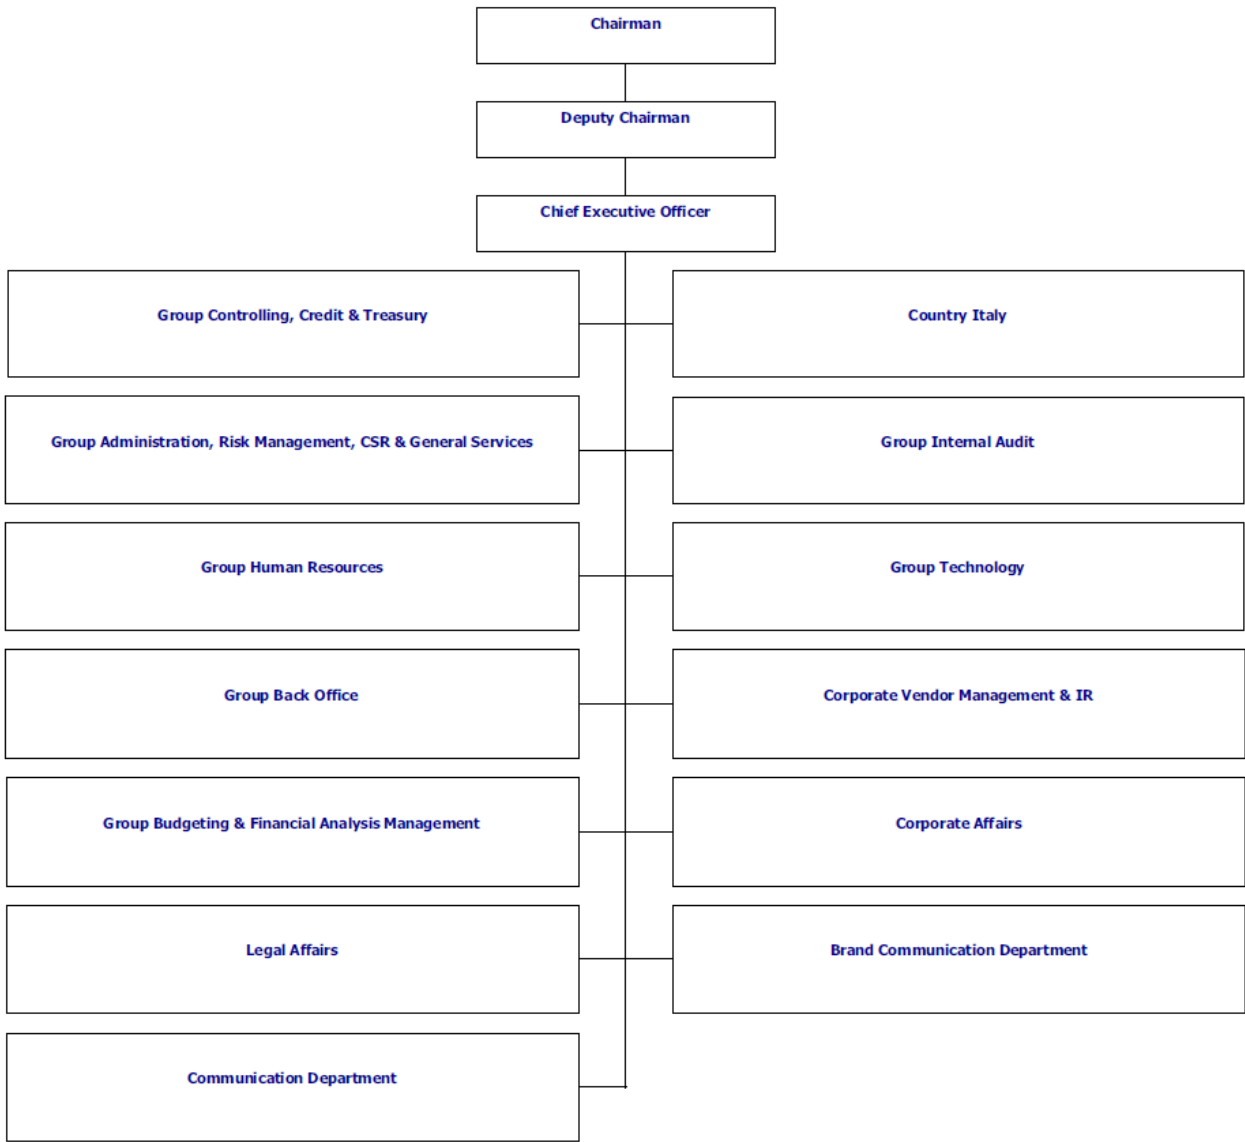 Chairman
Deputy Chairman
Chief Executive Officer
Group Controlling, Credit & Treasury
Country Italy
Group Administration, Risk Management, CSR & General Services
Group Internal Audit
Group Human Resources
Group Technology
Group Back Office
Corporate Vendor Management & IR
Group Budgeting & Financial Analysis Management
Corporate Affairs
Legal Affairs
Brand Communication Department
Communication Department